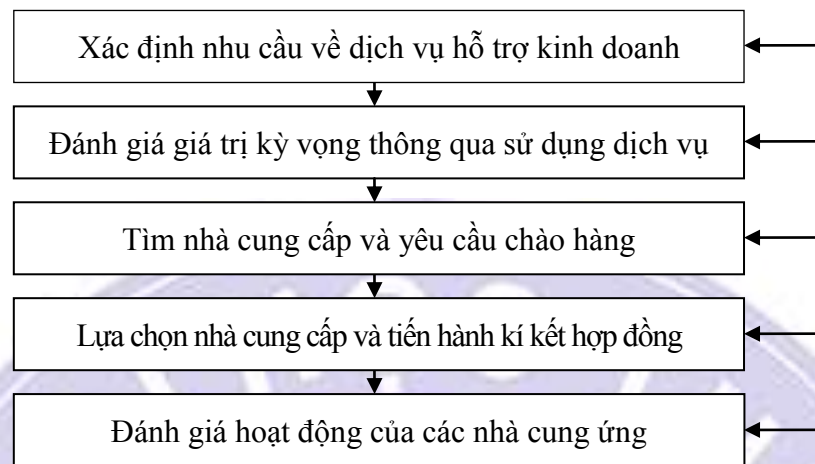 Xác định nhu cầu về dịch vụ hỗ trợ kinh doanh
Đánh giá giá trị kỳ vọng thông qua sử dụng dịch vụ
Tìm nhà cung cấp và yêu cầu chào hàng
Lựa chọn nhà cung cấp và tiến hành kí kết hợp đồng
Đánh giá hoạt động của các nhà cung ứng